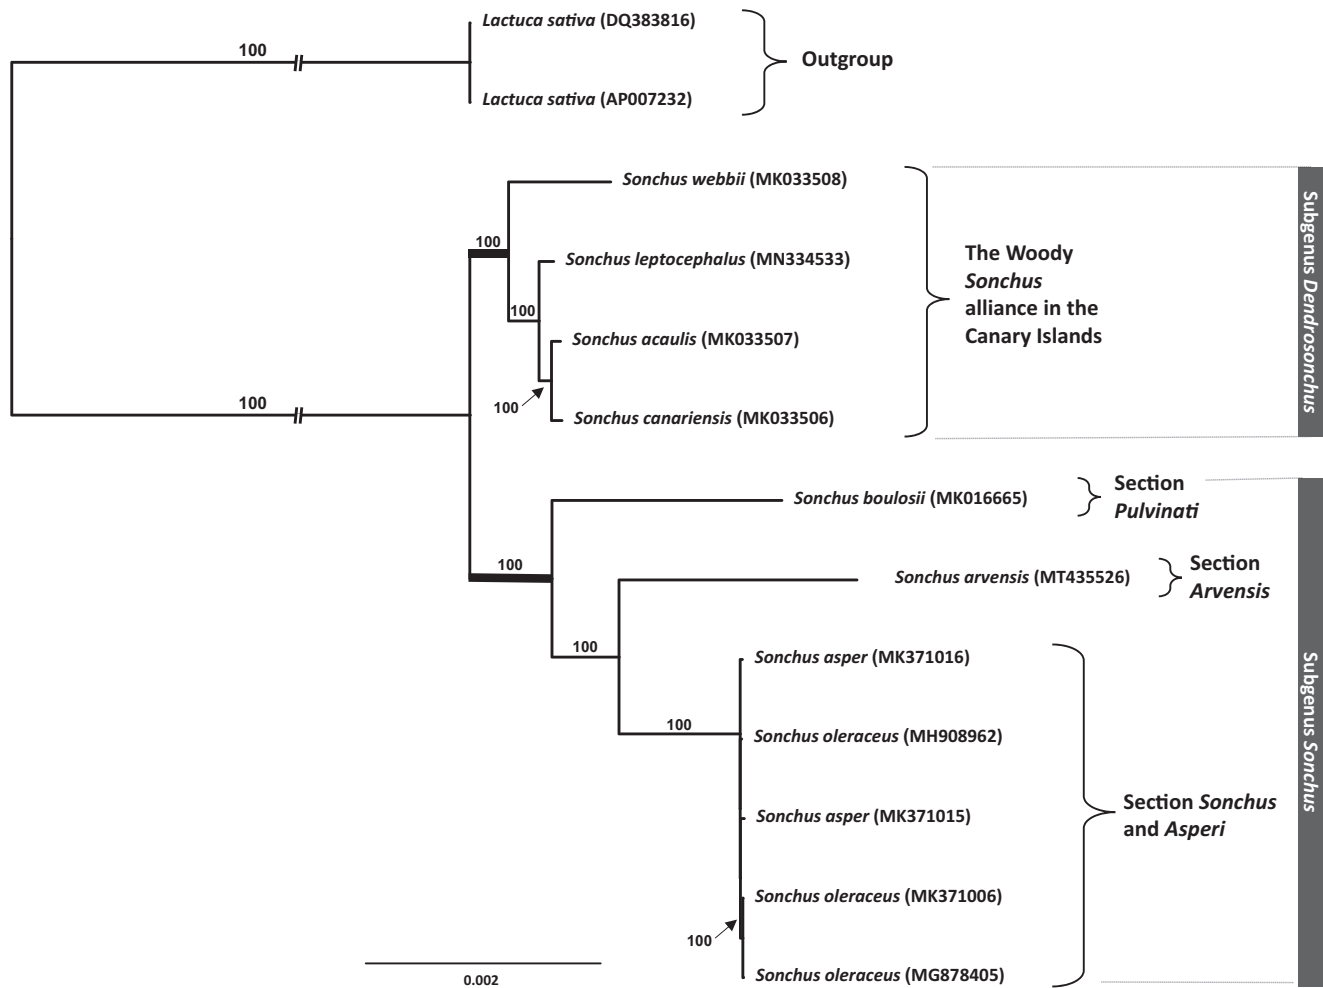 Lactuca sativa (DQ383816)
100
Outgroup
Lactuca sativa (AP007232)
Sonchus webbii (MK033508)
100
Sonchus leptocephalus (MN334533)
The Woody
Sonchus
alliance in the
Canary Islands
100
Sonchus acaulis (MK033507)
100
100
Sonchus canariensis (MK033506)
Subgenus Dendrosonchus
Sonchus boulosii (MK016665)
Section
Pulvinati
100
Sonchus arvensis (MT435526)
Section
Arvensis
100
Sonchus asper (MK371016)
100
Sonchus oleraceus (MH908962)
Sonchus asper (MK371015)
Section Sonchus
and Asperi
Sonchus oleraceus (MK371006)
100
Sonchus oleraceus (MG878405)
Subgenus Sonchus
0.002